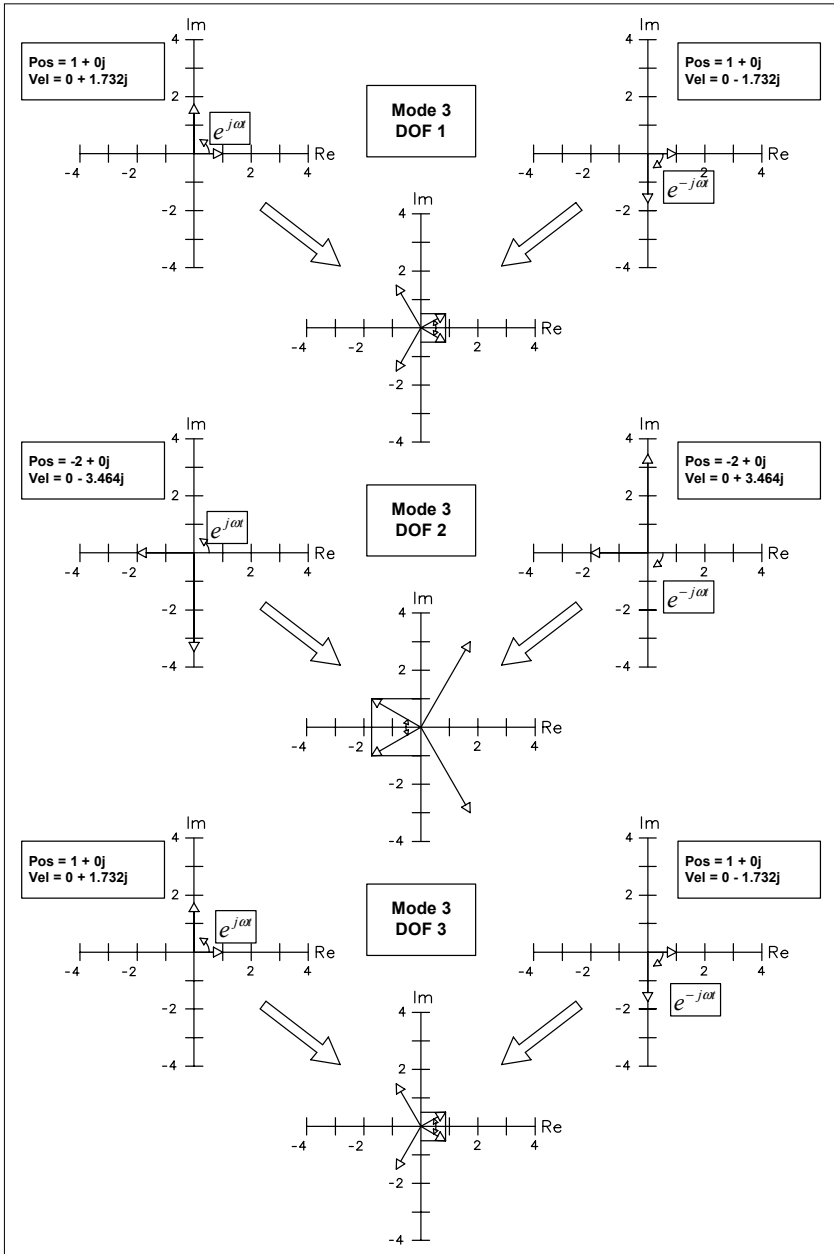 Im
4
2
-4
-2
2
4
Re
-2
-4
Pos = 1 + 0j
Vel = 0 + 1.732j
e^{jωt}
Mode 3
DOF 1
Im
4
2
-4
-2
2
4
Re
-2
-4
Pos = 1 + 0j
Vel = 0 - 1.732j
e^{-jωt}
Im
4
2
-4
-2
2
4
Re
-2
-4
Im
4
2
-4
-2
2
4
Re
-2
-4
Pos = -2 + 0j
Vel = 0 - 3.464j
e^{jωt}
Mode 3
DOF 2
Im
4
2
-4
-2
2
4
Re
-2
-4
Pos = -2 + 0j
Vel = 0 + 3.464j
e^{-jωt}
Im
4
2
-4
-2
2
4
Re
-2
-4
Im
4
2
-4
-2
2
4
Re
-2
-4
Pos = 1 + 0j
Vel = 0 + 1.732j
e^{jωt}
Mode 3
DOF 3
Im
4
2
-4
-2
2
4
Re
-2
-4
Pos = 1 + 0j
Vel = 0 - 1.732j
e^{-jωt}
Im
4
2
-4
-2
2
4
Re
-2
-4